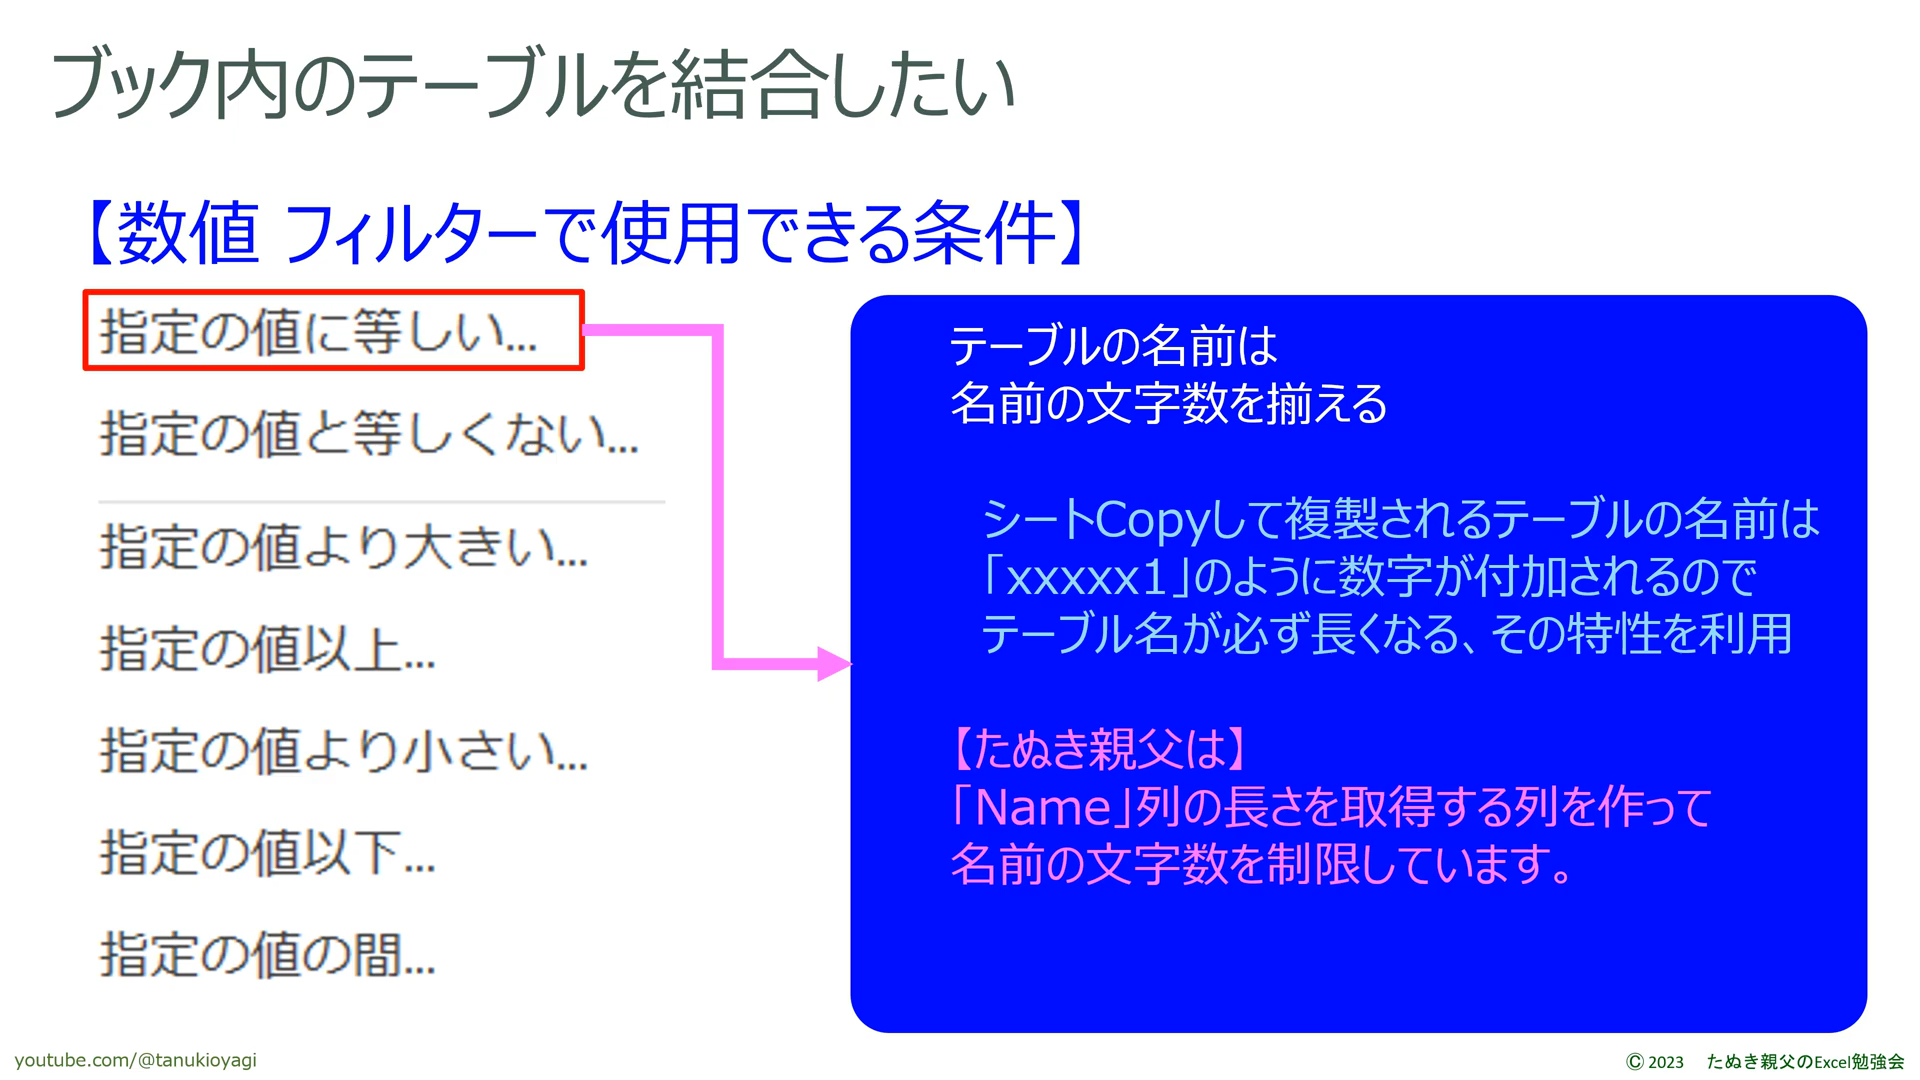 ブック内のテーブルを結合したい
【数値 フィルターで使用できる条件】
指定の値に等しい...
指定の値と等しくない...
指定の値より大きい...
指定の値以上...
指定の値より小さい...
指定の値以下...
指定の値の間...
テーブルの名前は
名前の文字数を揃える
シートCopyして複製されるテーブルの名前は
「xxxxx1」のように数字が付加されるので
テーブル名が必ず長くなる、その特性を利用
【たぬき親父は】
「Name」列の長さを取得する列を作って
名前の文字数を制限しています。
youtube.com/@tanukioyagi
© 2023 たぬき親父のExcel勉強会